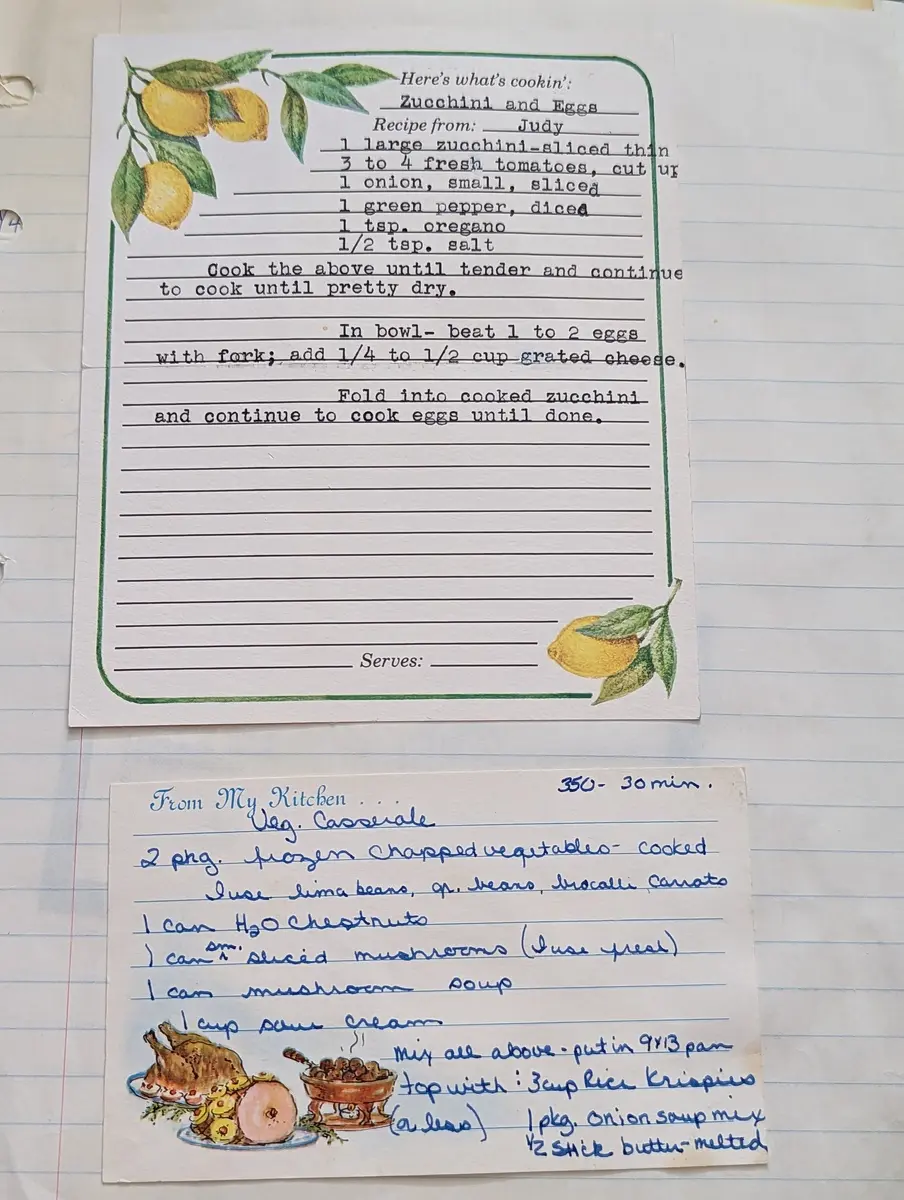 Here's what's cookin':
Zucchini and Eggs
Recipe from: Judy
1 large zucchini-sliced thin
3 to 4 fresh tomatoes, cut up
1 onion, small, sliced
1 green pepper, diced
1 tsp. oregano
1/2 tsp. salt
Cook the above until tender and continue
to cook until pretty dry.
In bowl- beat 1 to 2 eggs
with fork; add 1/4 to 1/2 cup grated cheese.
Fold into cooked zucchini
and continue to cook eggs until done.
Serves:
From My Kitchen . . .
350- 30 min.
Veg. Casserole
2 pkg. frozen chopped vegetables- cooked
I use lima beans, gr. beans, brocolli carrots
1 can H2O chestnuts
1 can sm. sliced mushrooms (I use fresh)
1 can mushroom soup
1 cup sour cream
mix all above - put in 9x13 pan
top with : 3 cup Rice Krispies
(or less) 1 pkg. onion soup mix
1/2 stick butter-melted